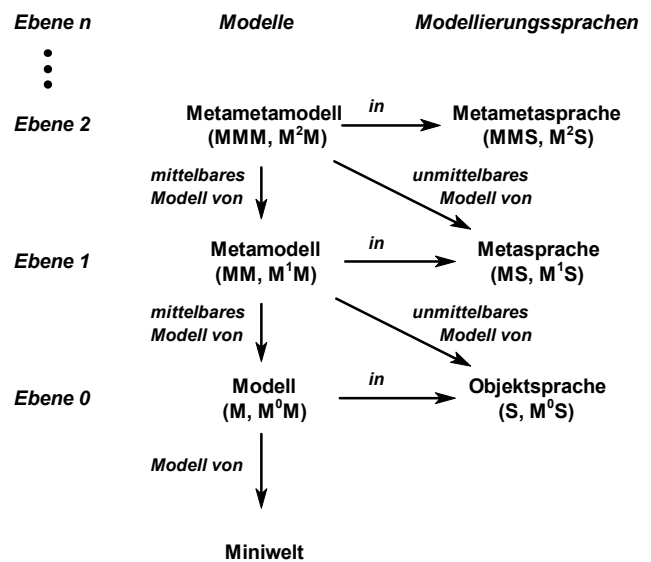 Ebene n Modelle Modellierungssprachen
Metametamodell in Metametasprache
Ebene 2 (MMM, M²M) (MMS, M²S)
mittelbares unmittelbares
Modell von Modell von
Metamodell in Metasprache
Ebene 1 (MM, M¹M) (MS, M¹S)
mittelbares unmittelbares
Modell von Modell von
Modell in Objektsprache
Ebene 0 (M, M⁰M) (S, M⁰S)
Modell von
Miniwelt